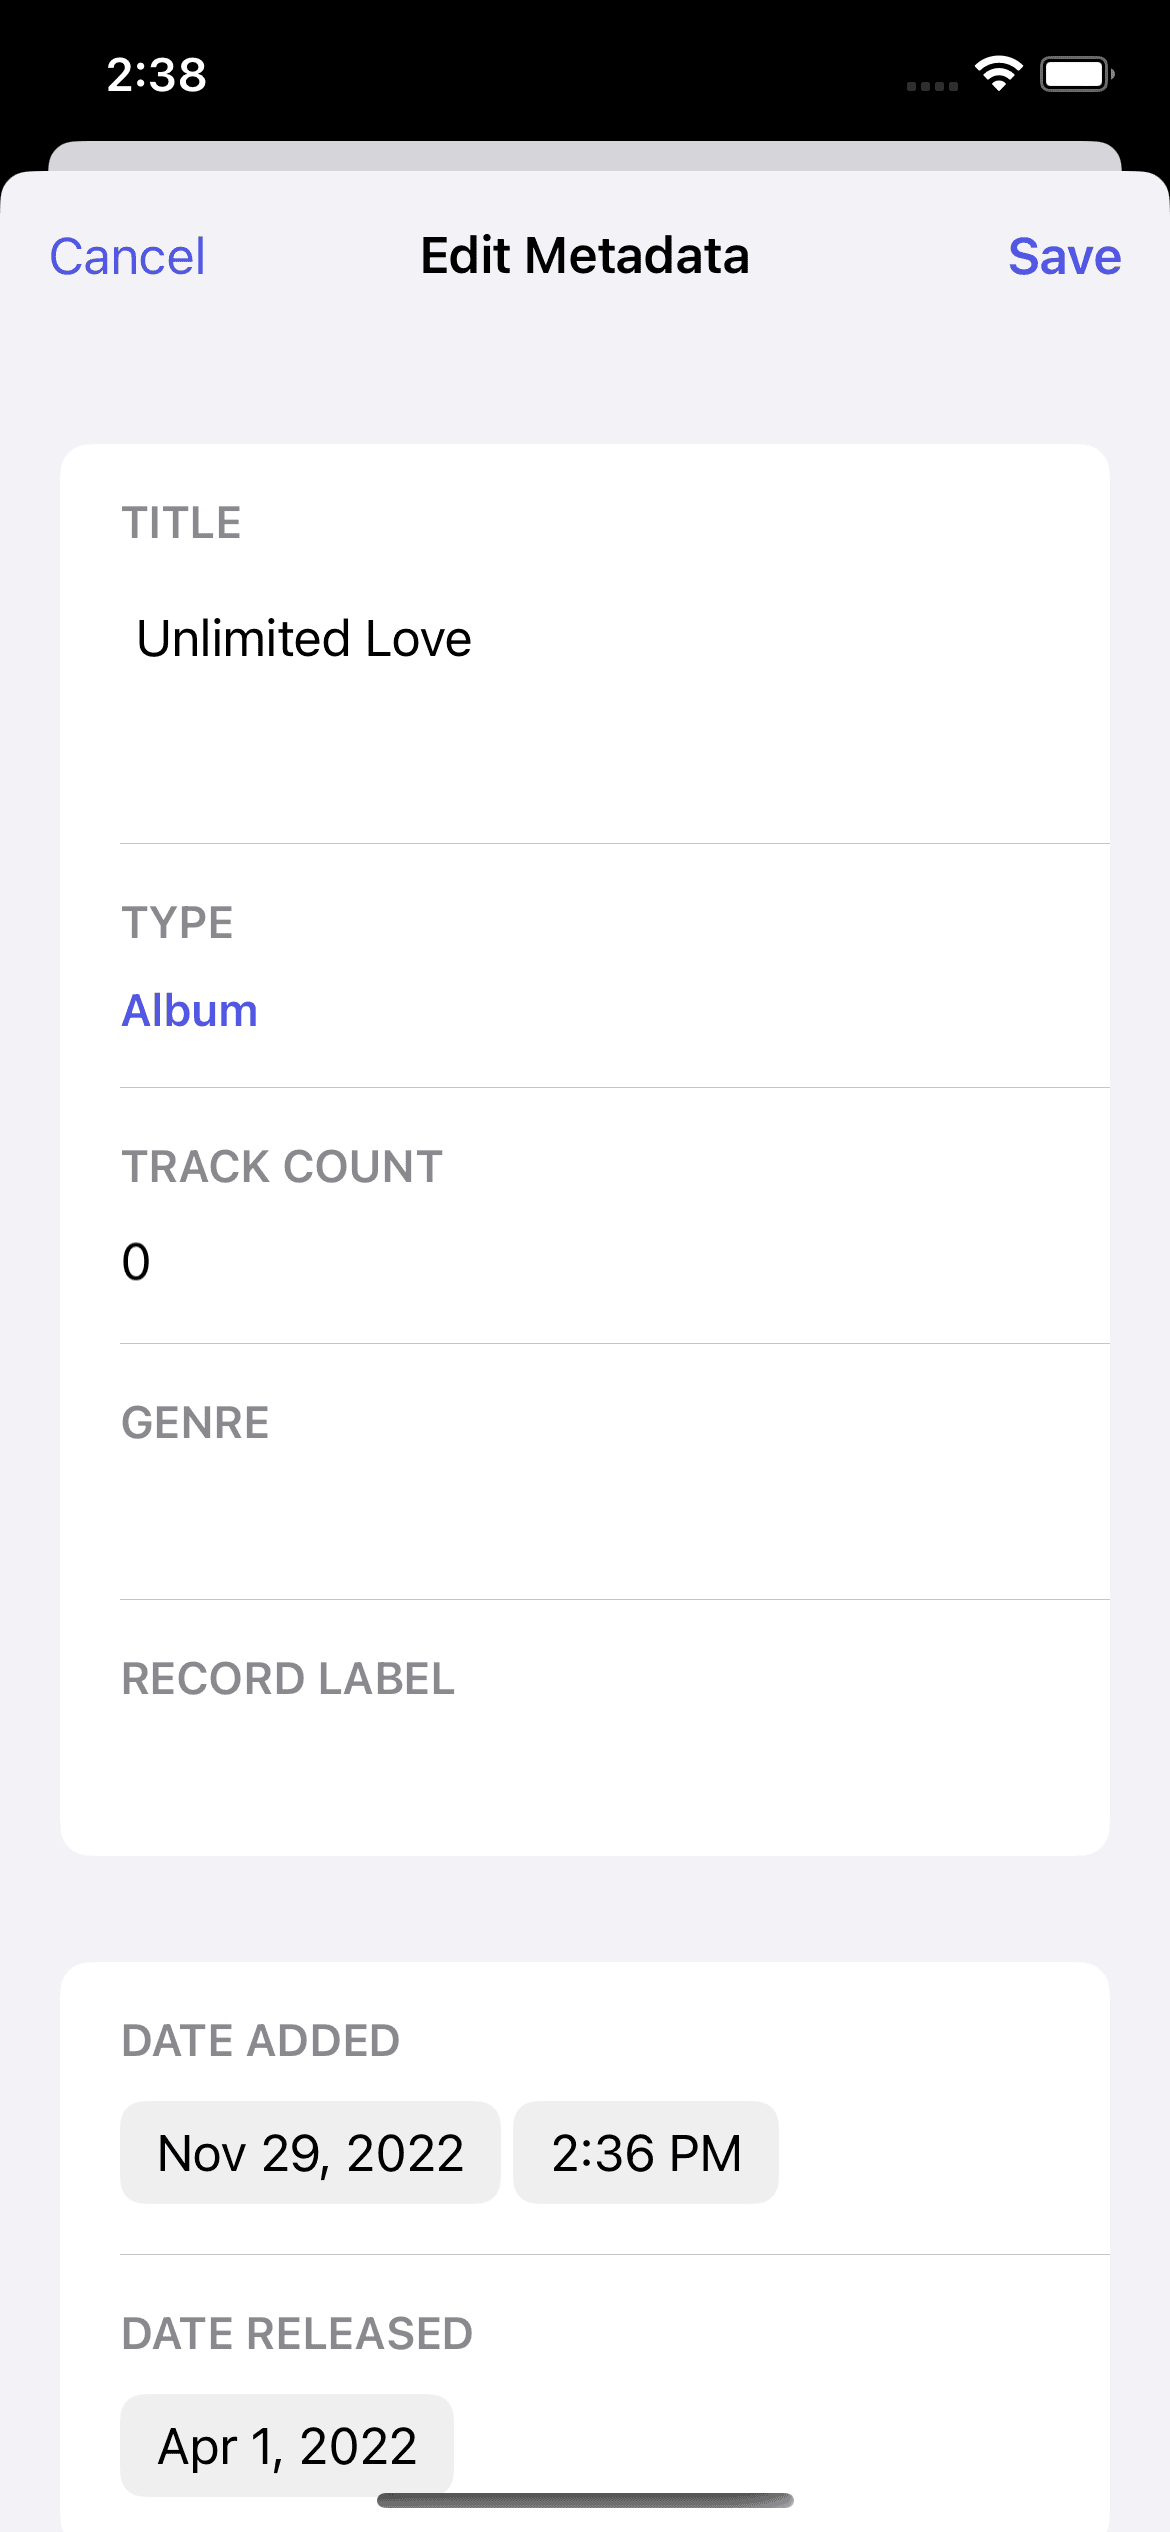 2:38
Cancel Edit Metadata Save
TITLE
Unlimited Love
TYPE
Album
TRACK COUNT
0
GENRE
RECORD LABEL
DATE ADDED
Nov 29, 2022 2:36 PM
DATE RELEASED
Apr 1, 2022